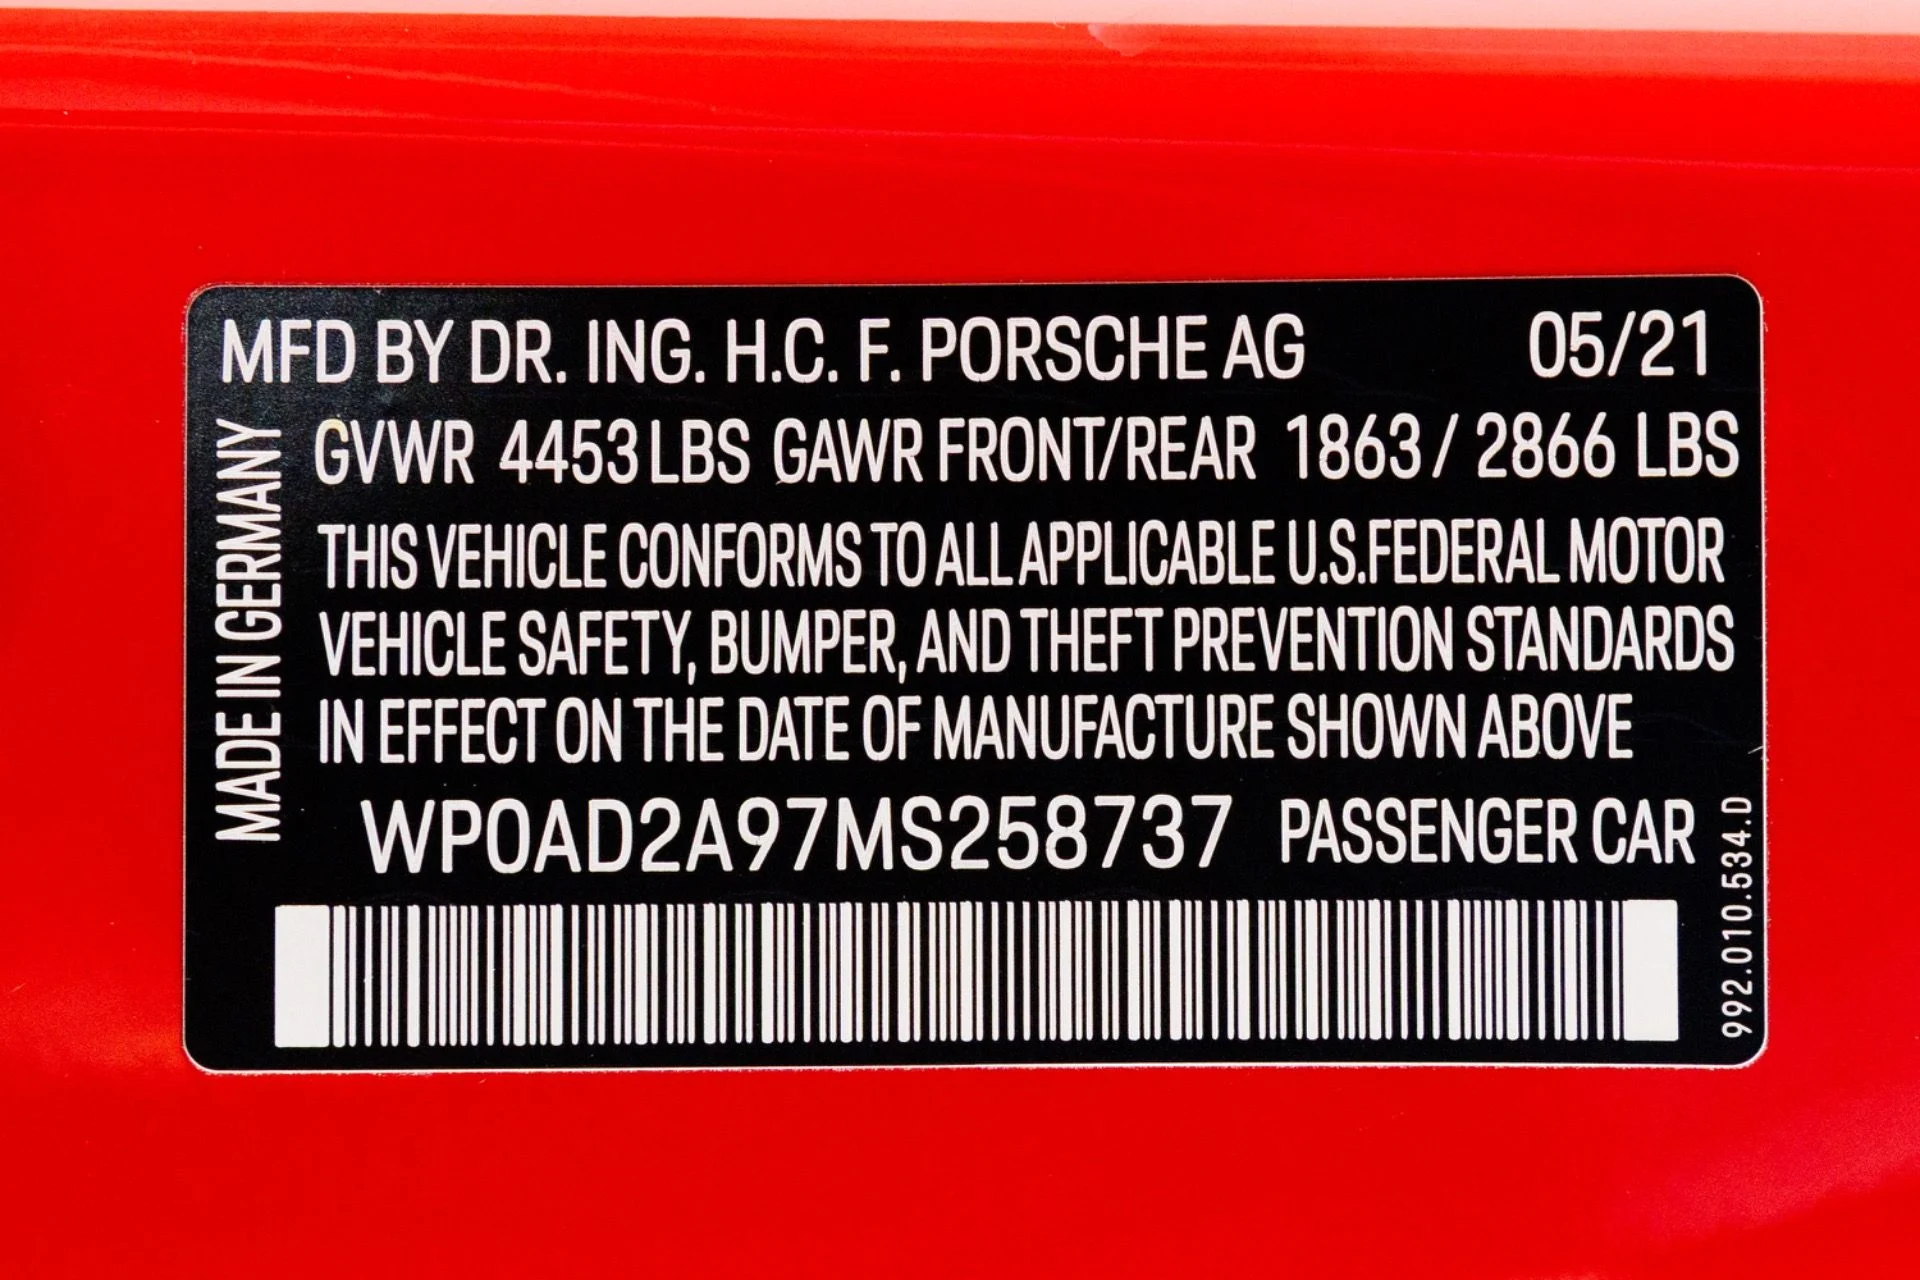 MFD BY DR. ING. H.C. F. PORSCHE AG 05/21
GVWR 4453 LBS GAWR FRONT/REAR 1863 / 2866 LBS
THIS VEHICLE CONFORMS TO ALL APPLICABLE U.S.FEDERAL MOTOR
VEHICLE SAFETY, BUMPER, AND THEFT PREVENTION STANDARDS
IN EFFECT ON THE DATE OF MANUFACTURE SHOWN ABOVE
WP0AD2A97MS258737 PASSENGER CAR
MADE IN GERMANY
992.010.534.D